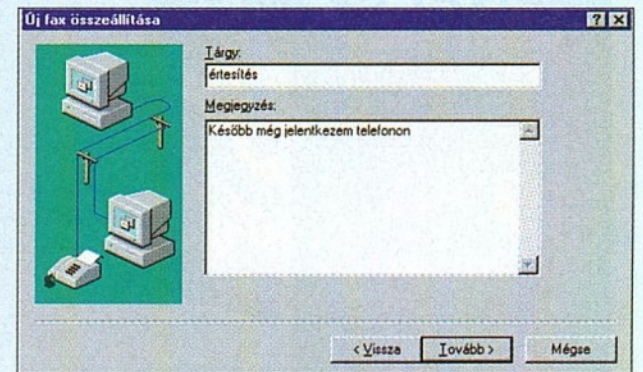 Új fax összeállítása
Tárgy:
értesítés
Megjegyzés:
Később még jelentkezem telefonon
< Vissza
Tovább >
Mégse